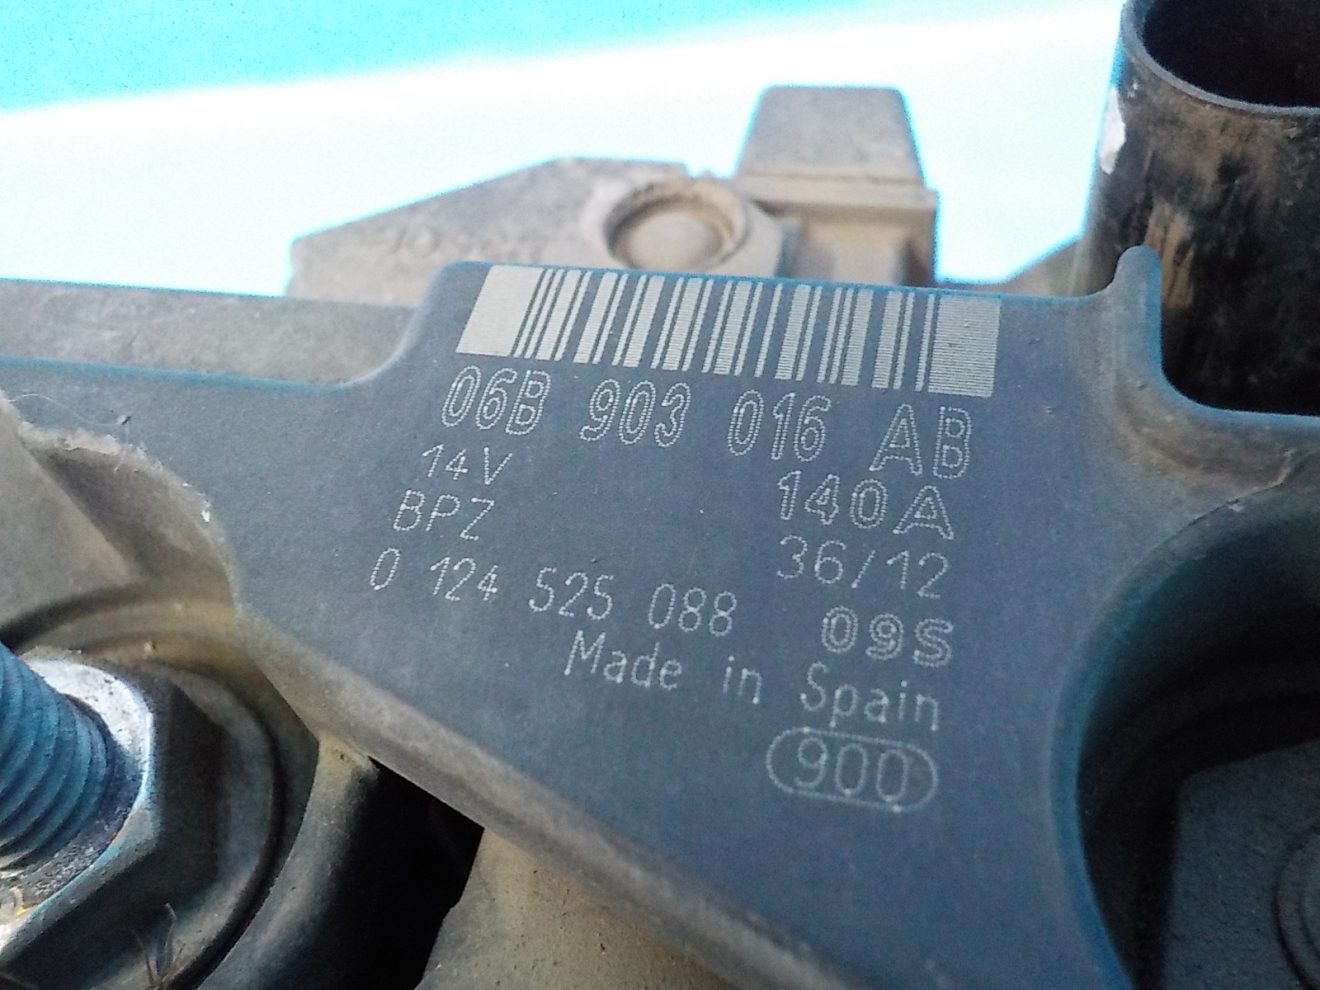 06B 903 016 AB
14V 140A
BPZ 36/12
0 124 525 088 09S
Made in Spain
900